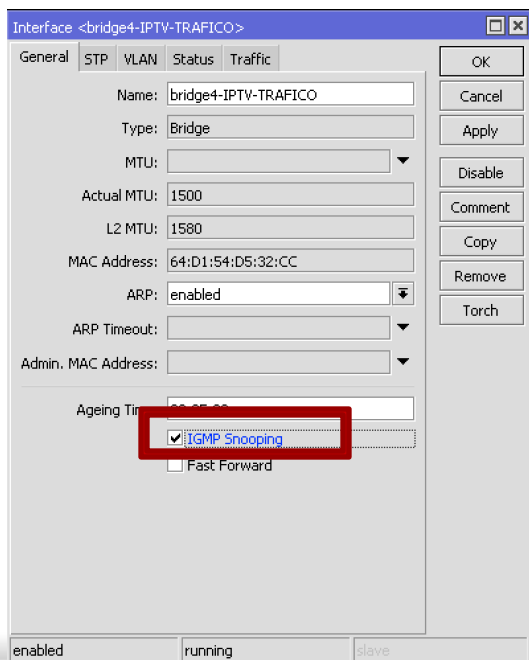 Interface <bridge4-IPTV-TRAFICO>
General STP VLAN Status Traffic
Name: bridge4-IPTV-TRAFICO
Type: Bridge
MTU:
Actual MTU: 1500
L2 MTU: 1580
MAC Address: 64:D1:54:D5:32:CC
ARP: enabled
ARP Timeout:
Admin. MAC Address:
Ageing
IGMP Snooping
Fast Forward
OK
Cancel
Apply
Disable
Comment
Copy
Remove
Torch
enabled running slave